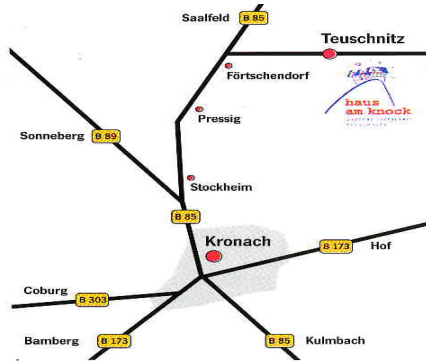 Saalfeld
B 85
Teuschnitz
Förtschendorf
haus
am knock
Pressig
Sonneberg
B 89
Stockheim
B 85
Kronach
B 173
Hof
Coburg
B 303
Bamberg
B 173
B 85
Kulmbach